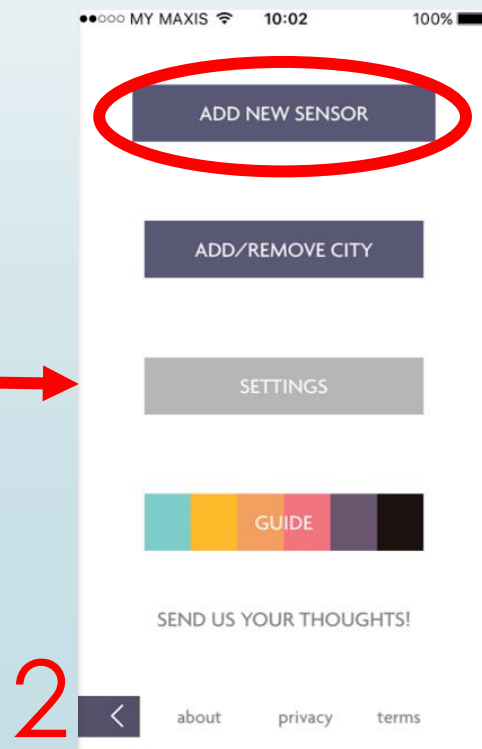 MY MAXIS 10:02 100%
ADD NEW SENSOR
ADD/REMOVE CITY
SETTINGS
GUIDE
SEND US YOUR THOUGHTS!
2
about privacy terms